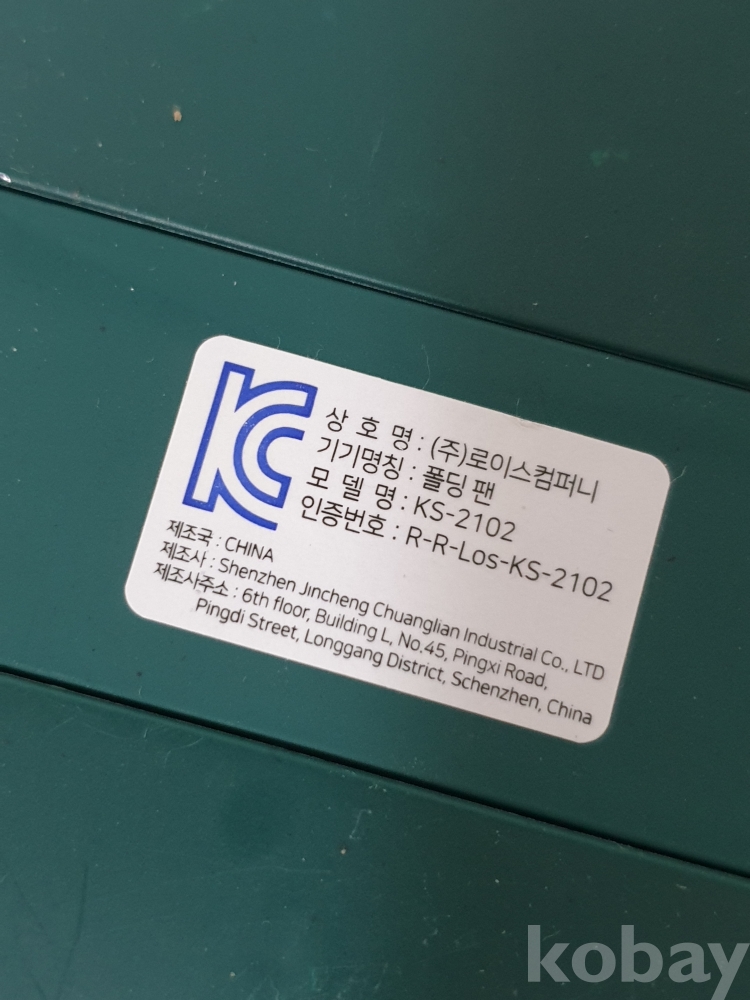 KC
상 호 명 : (주)로이스컴퍼니
기기명칭 : 폴딩 팬
모 델 명 : KS-2102
인증번호 : R-R-Los-KS-2102
제조국 : CHINA
제조사 : Shenzhen Jincheng Chuanglian Industrial Co., LTD
제조사주소 : 6th floor, Building L, No.45, Pingxi Road,
Pingdi Street, Longgang District, Schenzhen, China
kobay